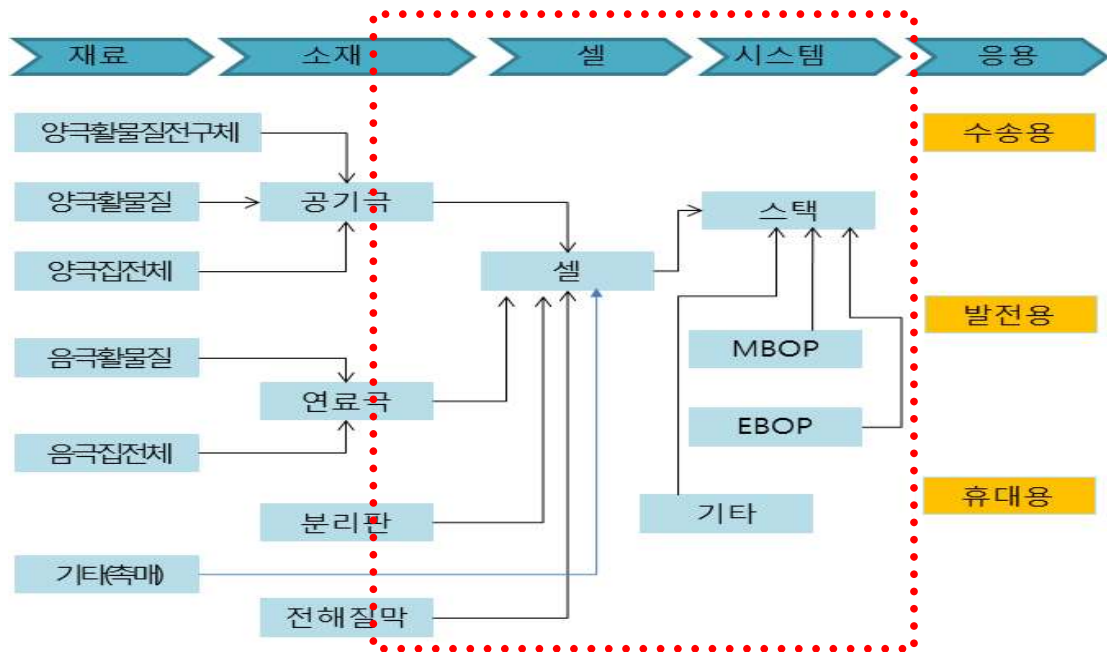 재료
소재
셀
시스템
응용
양극활물질전구체
양극활물질
양극집전체
음극활물질
음극집전체
기타(촉매)
공기극
연료극
분리판
전해질막
셀
스택
MBOP
EBOP
기타
수송용
발전용
휴대용